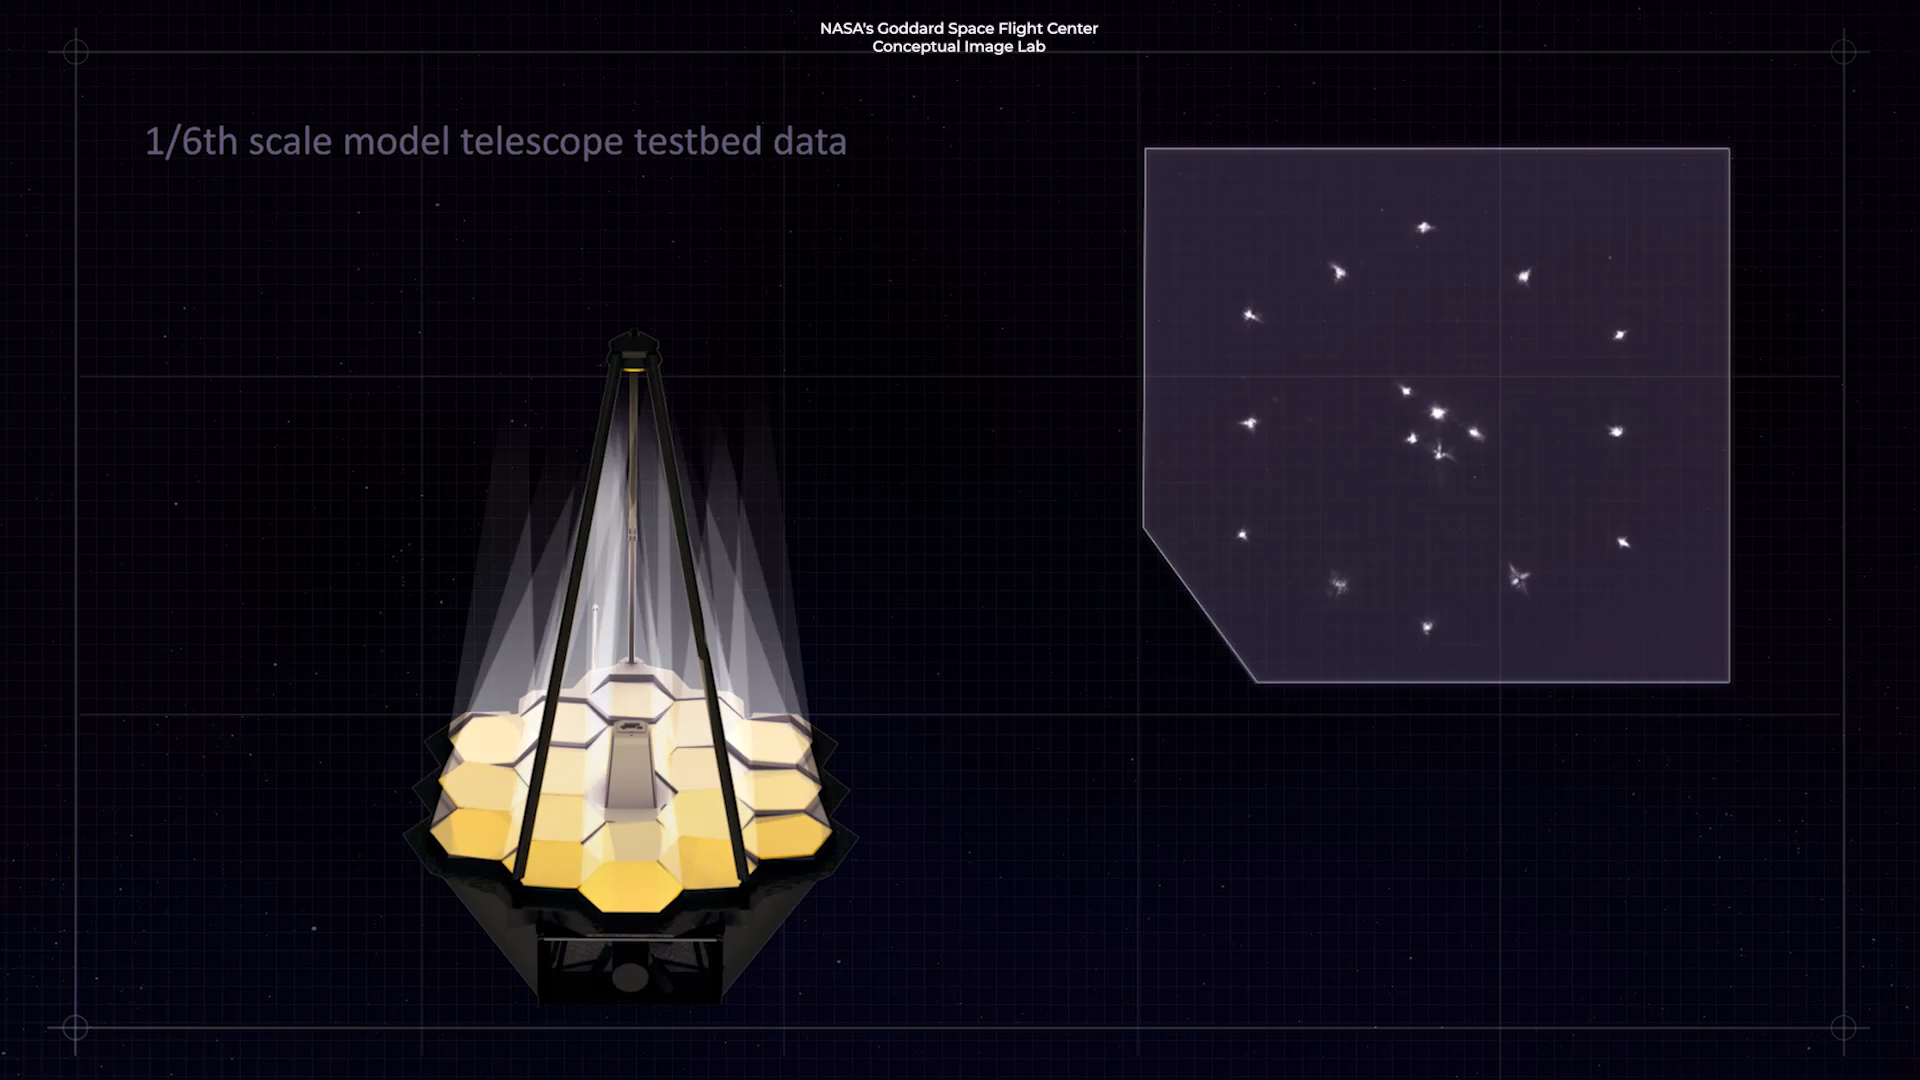 NASA's Goddard Space Flight Center
Conceptual Image Lab
1/6th scale model telescope testbed data